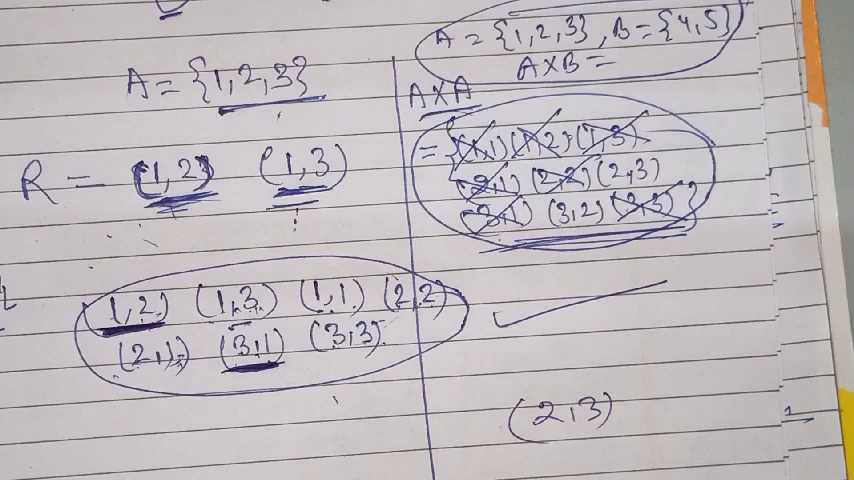 A = {1,2,3}, B = {4,5}
A×B =
A = {1,2,3}
A×A
R = (1,2) (1,3)
= {(1,1) (1,2) (1,3)
(2,1) (2,2) (2,3)
(3,1) (3,2) (3,3)}
(1,2) (1,3) (1,1) (2,2)
(2,1) (3,1) (3,3)
(2,3)